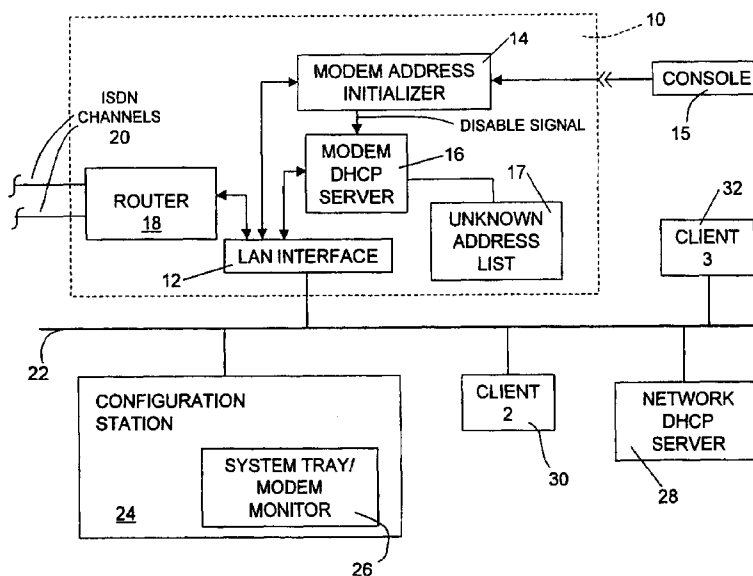 10
14
MODEM ADDRESS
INITIALIZER
CONSOLE
15
ISDN
CHANNELS
20
DISABLE SIGNAL
16
MODEM
DHCP
SERVER
17
ROUTER
18
UNKNOWN
ADDRESS
LIST
32
CLIENT
3
LAN INTERFACE
12
22
CONFIGURATION
STATION
CLIENT
2
NETWORK
DHCP
SERVER
SYSTEM TRAY/
MODEM
MONITOR
30
28
24
26